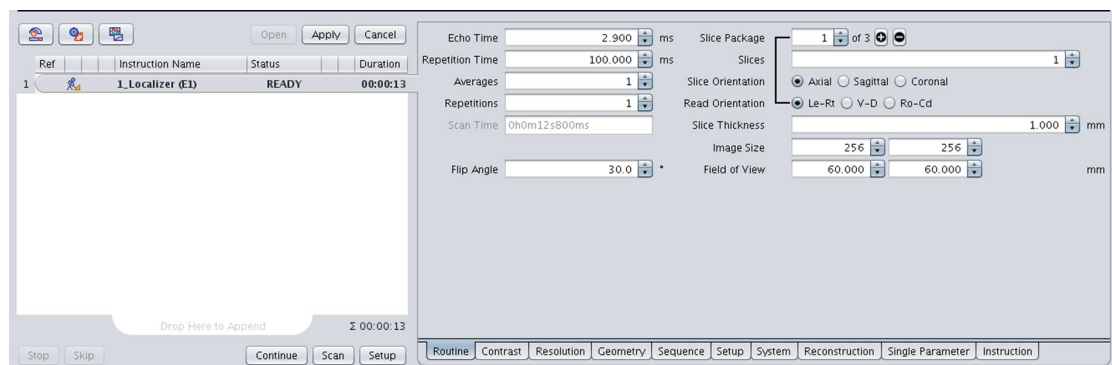 Open Apply Cancel
Ref Instruction Name Status Duration
1 1_Localizer (E1) READY 00:00:13
Drop Here to Append Σ 00:00:13
Stop Skip Continue Scan Setup
Echo Time 2.900 ms Slice Package 1 of 3
Repetition Time 100.000 ms Slices 1
Averages 1 Slice Orientation Axial Sagittal Coronal
Repetitions 1 Read Orientation Le-Rt V-D Ro-Cd
Scan Time 0h0m12s800ms Slice Thickness 1.000 mm
Image Size 256 256
Flip Angle 30.0 ° Field of View 60.000 60.000 mm
Routine Contrast Resolution Geometry Sequence Setup System Reconstruction Single Parameter Instruction